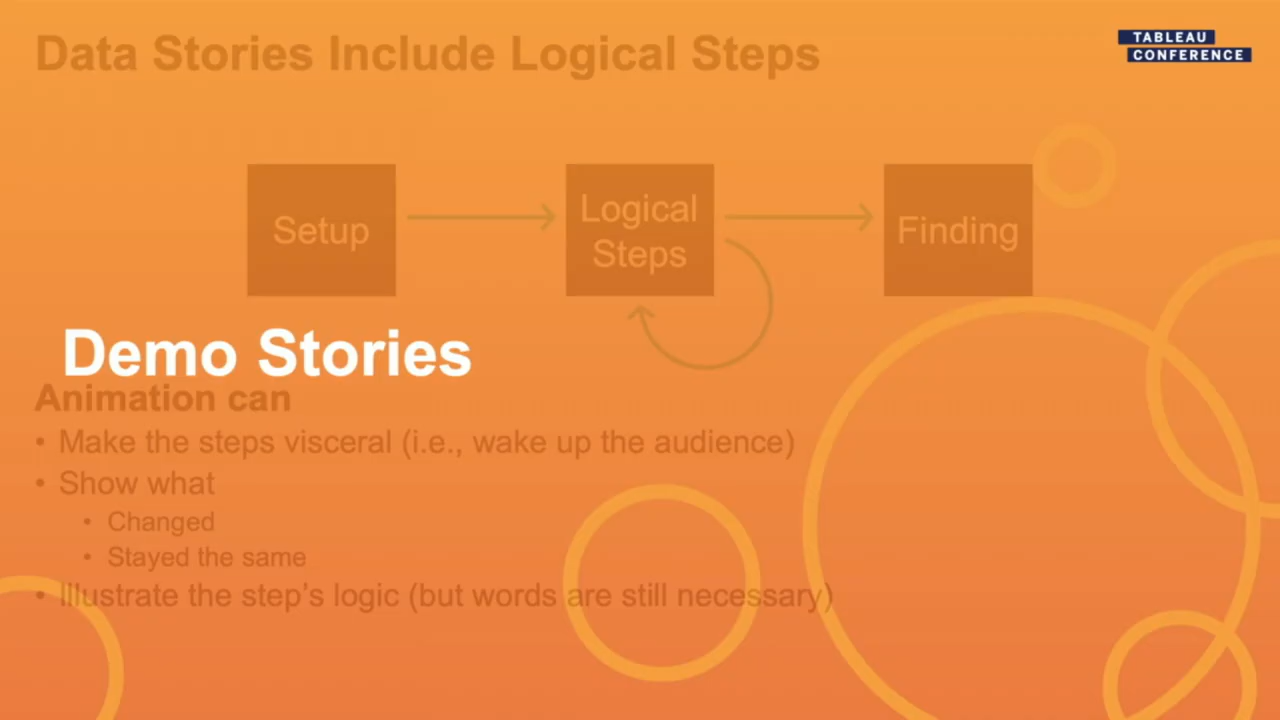 Data Stories Include Logical Steps
TABLEAU
CONFERENCE
Setup
Logical
Steps
Finding
Demo Stories
Animation can
• Make the steps visceral (i.e., wake up the audience)
• Show what
• Changed
• Stayed the same
• Illustrate the step’s logic (but words are still necessary)